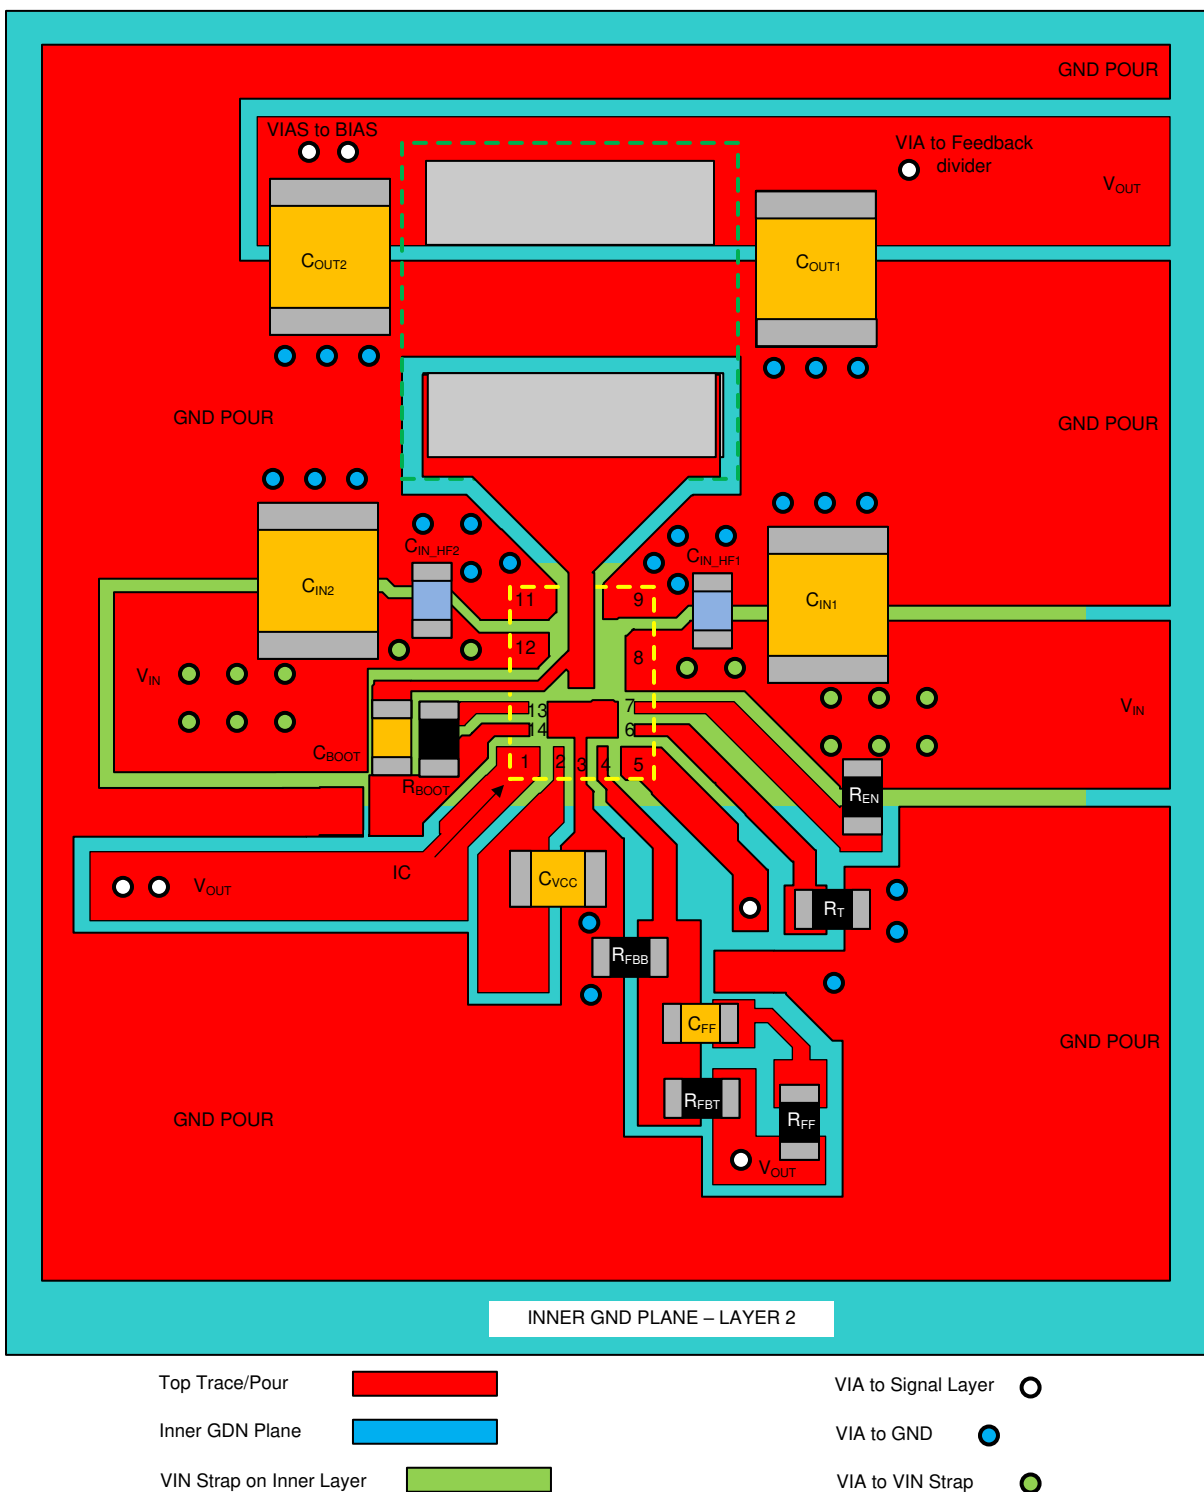 GND POUR
VIAS to BIAS
VIA to Feedback
divider
VOUT
COUT2
COUT1
GND POUR
GND POUR
CIN_HF2
CIN_HF1
CIN2
CIN1
11
9
12
8
VIN
VIN
13
7
14
6
CBOOT
RBOOT
1
2
3
4
5
REN
IC
VOUT
CVCC
RT
RFBB
CFF
GND POUR
RFBT
RFF
GND POUR
VOUT
INNER GND PLANE – LAYER 2
Top Trace/Pour
VIA to Signal Layer
Inner GDN Plane
VIA to GND
VIN Strap on Inner Layer
VIA to VIN Strap